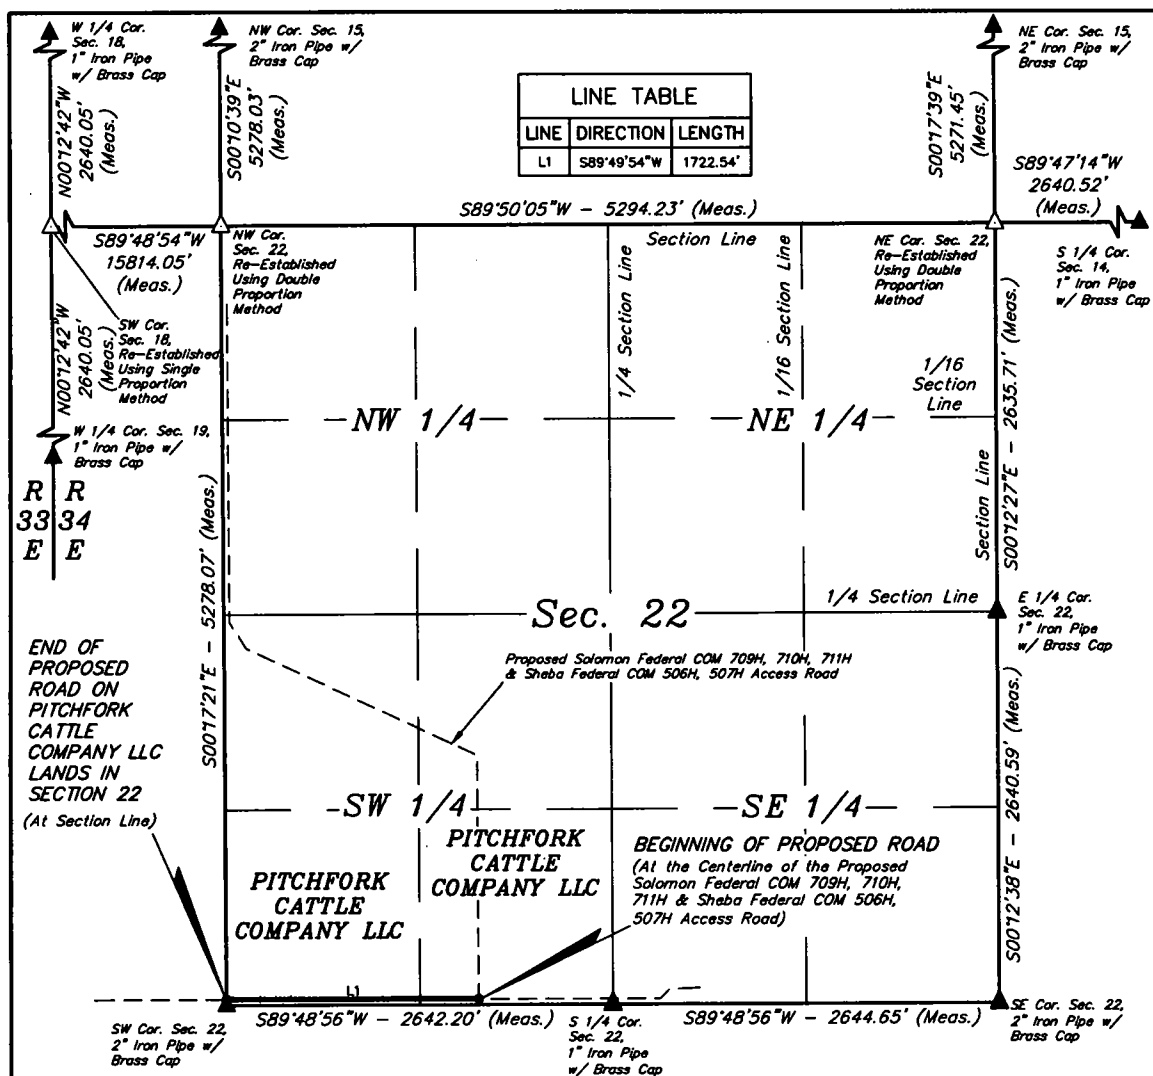 W 1/4 Cor.
Sec. 18,
1" Iron Pipe
w/ Brass Cap
NW Cor. Sec. 15,
2" Iron Pipe w/
Brass Cap
NE Cor. Sec. 15,
2" Iron Pipe w/
Brass Cap
N00°12'42"W
2640.05'
(Meas.)
S00°10'39"E
5278.03'
(Meas.)
LINE TABLE
LINE DIRECTION LENGTH
L1 S89°49'54"W 1722.54'
S00°17'39"E
5271.45'
(Meas.)
S89°47'14"W
2640.52'
(Meas.)
S89°50'05"W - 5294.23' (Meas.)
Section Line
S89°48'54"W
15814.05'
(Meas.)
NW Cor.
Sec. 22,
Re-Established
Using Double
Proportion
Method
NE Cor. Sec. 22,
Re-Established
Using Double
Proportion
Method
S 1/4 Cor.
Sec. 14,
1" Iron Pipe
w/ Brass Cap
N00°12'42"W
2640.05'
(Meas.)
SW Cor.
Sec. 18,
Re-Established
Using Single
Proportion
Method
1/4 Section Line
1/16 Section Line
1/16
Section
Line
S00°12'27"E - 2635.71' (Meas.)
Section Line
W 1/4 Cor. Sec. 19,
1" Iron Pipe w/
Brass Cap
NW 1/4
NE 1/4
R R
33 34
E E
S00°17'21"E - 5278.07' (Meas.)
Sec. 22
1/4 Section Line
E 1/4 Cor.
Sec. 22,
1" Iron Pipe
w/ Brass Cap
END OF
PROPOSED
ROAD ON
PITCHFORK
CATTLE
COMPANY LLC
LANDS IN
SECTION 22
(At Section Line)
Proposed Solomon Federal COM 709H, 710H, 711H
& Sheba Federal COM 506H, 507H Access Road
SW 1/4
SE 1/4
S00°12'38"E - 2640.59' (Meas.)
PITCHFORK
CATTLE
COMPANY LLC
PITCHFORK
CATTLE
COMPANY LLC
BEGINNING OF PROPOSED ROAD
(At the Centerline of the Proposed
Solomon Federal COM 709H, 710H,
711H & Sheba Federal COM 506H,
507H Access Road)
L1
S89°48'56"W - 2642.20' (Meas.)
S89°48'56"W - 2644.65' (Meas.)
SW Cor. Sec. 22,
2" Iron Pipe w/
Brass Cap
S 1/4 Cor.
Sec. 22,
1" Iron Pipe
w/ Brass Cap
SE Cor. Sec. 22,
2" Iron Pipe w/
Brass Cap